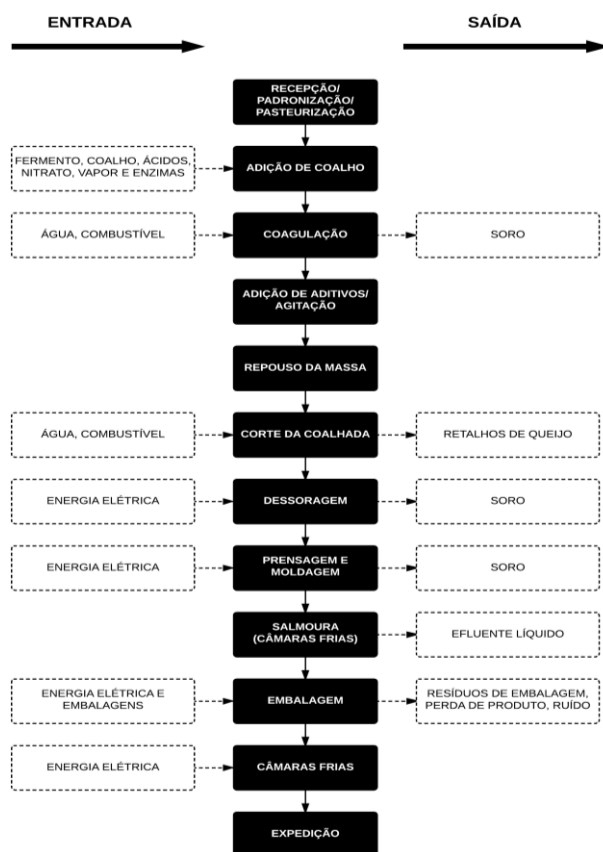 ENTRADA
SAÍDA
RECEPÇÃO/
PADRONIZAÇÃO/
PASTEURIZAÇÃO
FERMENTO, COALHO, ÁCIDOS,
NITRATO, VAPOR E ENZIMAS
ADIÇÃO DE COALHO
ÁGUA, COMBUSTÍVEL
COAGULAÇÃO
SORO
ADIÇÃO DE ADITIVOS/
AGITAÇÃO
REPOUSO DA MASSA
ÁGUA, COMBUSTÍVEL
CORTE DA COALHADA
RETALHOS DE QUEIJO
ENERGIA ELÉTRICA
DESSORAGEM
SORO
ENERGIA ELÉTRICA
PRENSAGEM E
MOLDAGEM
SORO
SALMOURA
(CÂMARAS FRIAS)
EFLUENTE LÍQUIDO
ENERGIA ELÉTRICA E
EMBALAGENS
EMBALAGEM
RESÍDUOS DE EMBALAGEM,
PERDA DE PRODUTO, RUÍDO
ENERGIA ELÉTRICA
CÂMARAS FRIAS
EXPEDIÇÃO